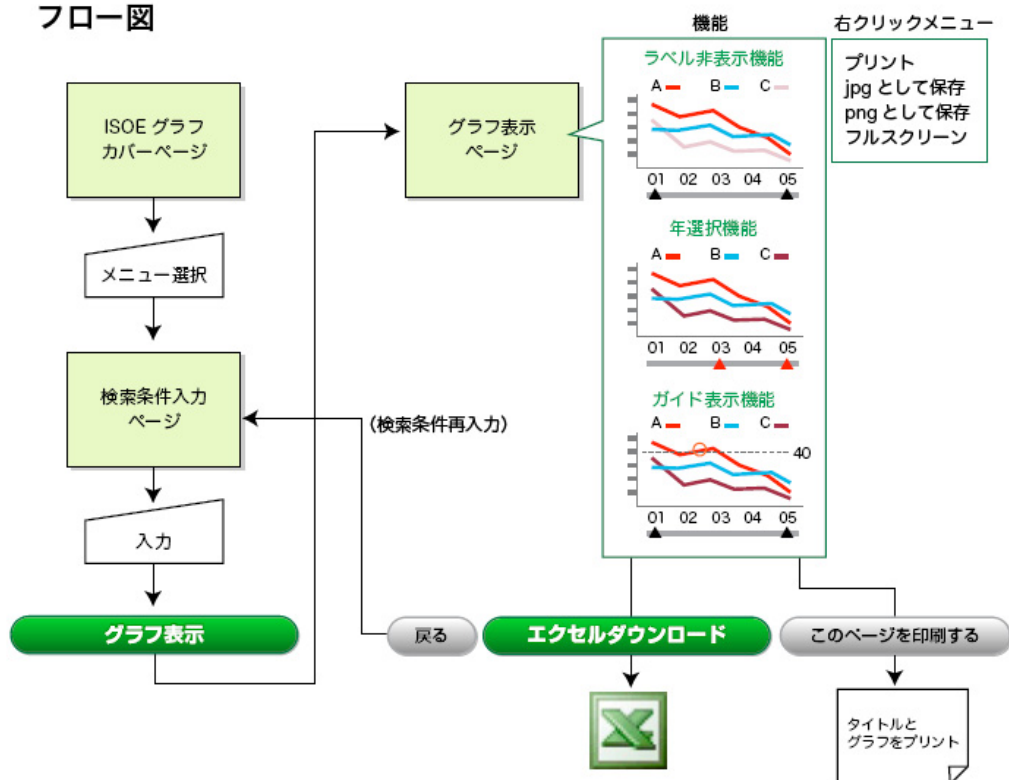 フロー図
ISOE グラフ
カバーページ
メニュー選択
検索条件入力
ページ
入力
グラフ表示
グラフ表示
ページ
(検索条件再入力)
戻る
機能
ラベル非表示機能
A B C
01 02 03 04 05
年選択機能
A B C
01 02 03 04 05
ガイド表示機能
A B C
40
01 02 03 04 05
右クリックメニュー
プリント
jpg として保存
png として保存
フルスクリーン
エクセルダウンロード
このページを印刷する
タイトルと
グラフをプリント